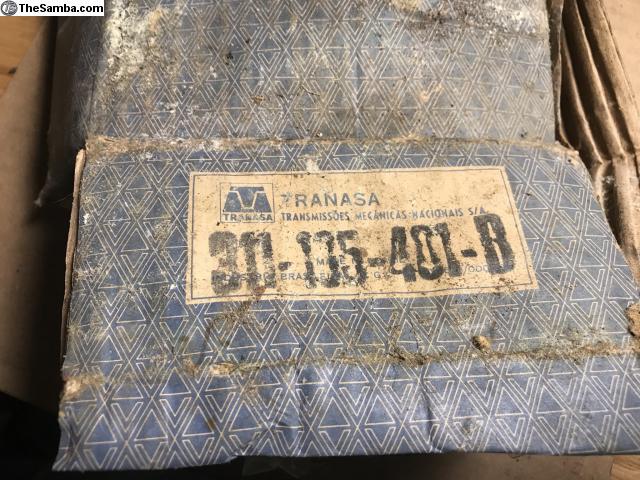 TheSamba.com
TRANASA
TRANASA
TRANSMISSÕES MECÂNICAS NACIONAIS S/A
311-135-401-B